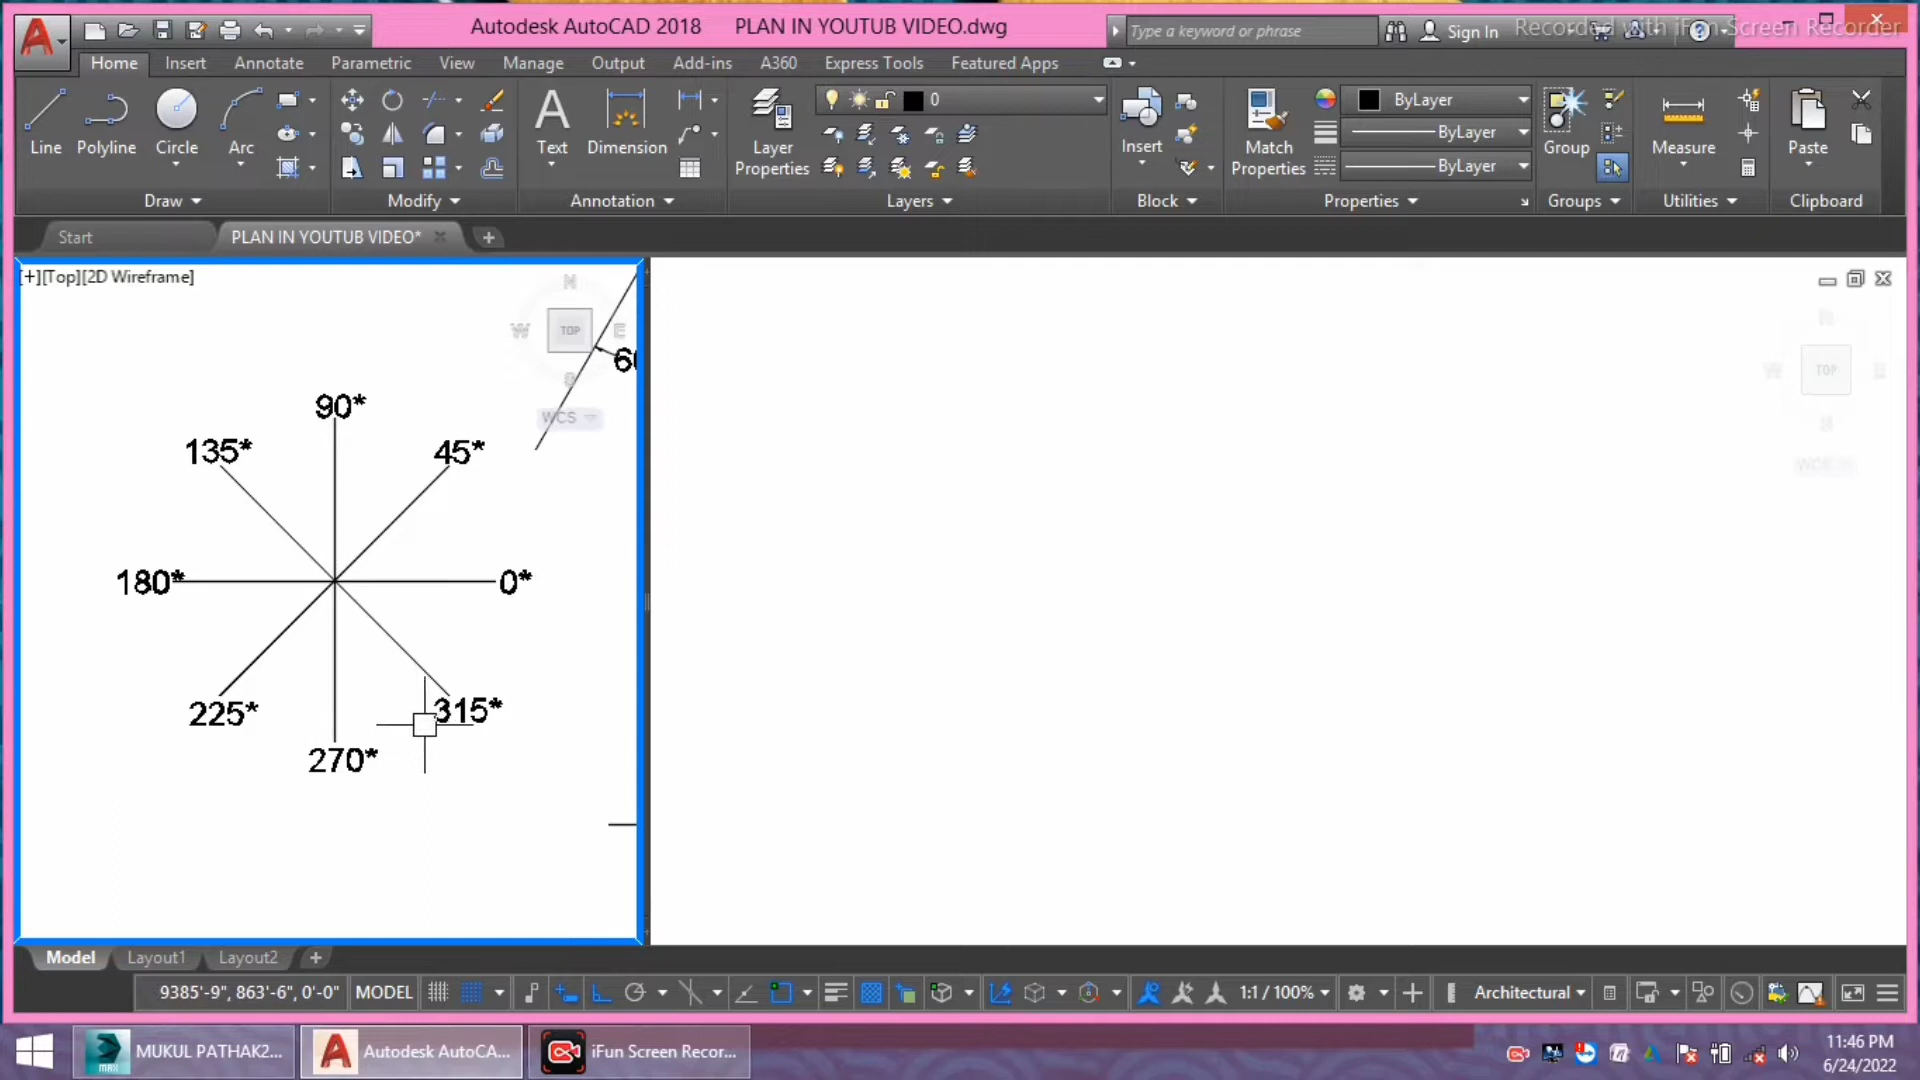 Autodesk AutoCAD 2018 PLAN IN YOUTUB VIDEO.dwg
Type a keyword or phrase
Sign In
Recorded with iFun Screen Recorder
Home Insert Annotate Parametric View Manage Output Add-ins A360 Express Tools Featured Apps
0
ByLayer
ByLayer
ByLayer
Line Polyline Circle Arc
Text Dimension
Layer Properties
Insert
Match Properties
Group Measure Paste
Draw Modify Annotation Layers Block Properties Groups Utilities Clipboard
Start PLAN IN YOUTUB VIDEO*
[+][Top][2D Wireframe]
N
W TOP E
S
WCS
TOP
90*
135* 45*
180* 0*
225* 315*
270*
Model Layout1 Layout2
9385'-9", 863'-6", 0'-0" MODEL 1:1 / 100% Architectural
MUKUL PATHAK2... Autodesk AutoCA... iFun Screen Recor...
11:46 PM
6/24/2022